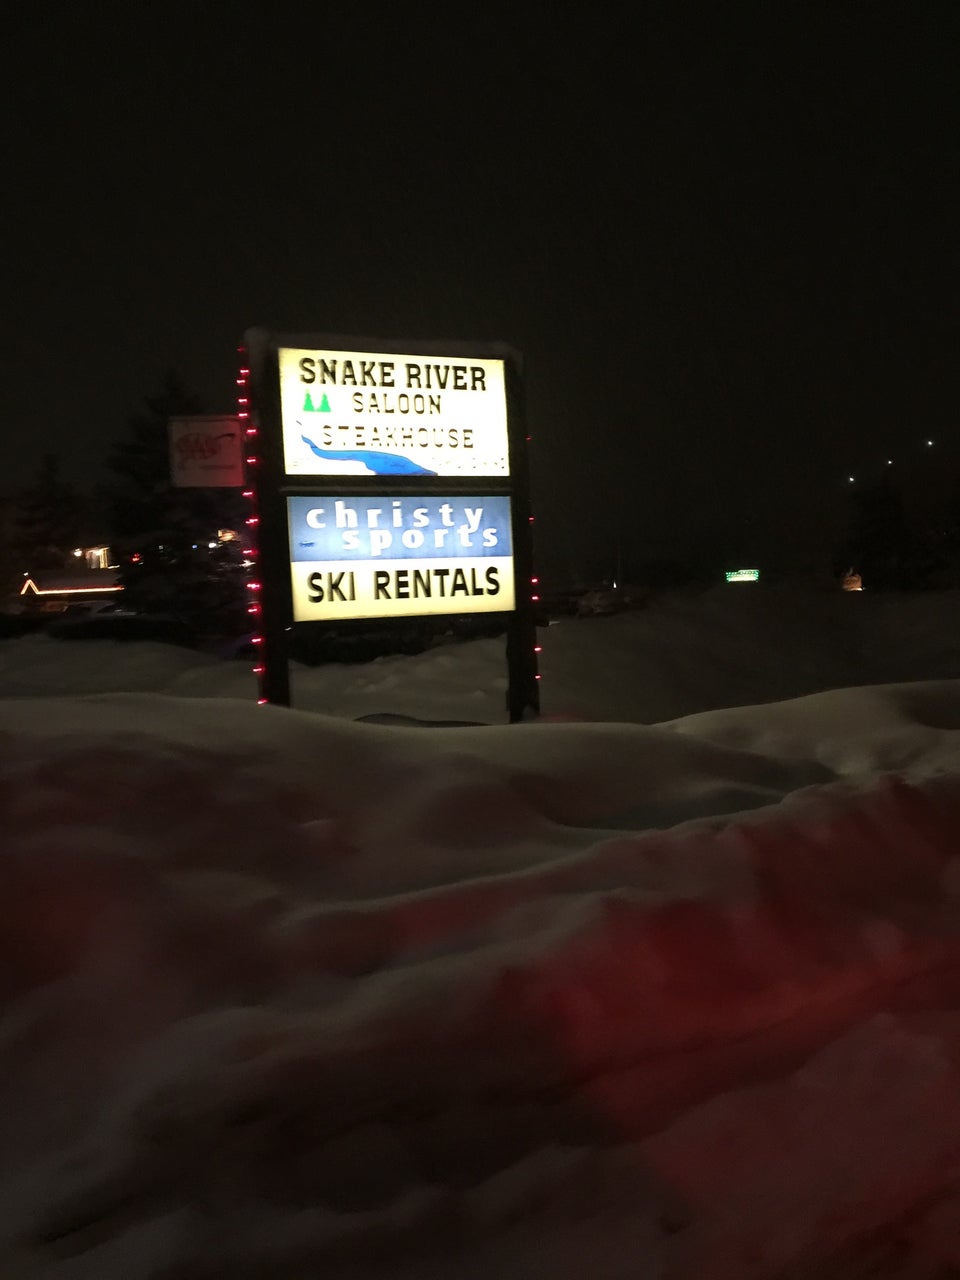 SNAKE RIVER
SALOON
STEAKHOUSE
christy
sports
SKI RENTALS